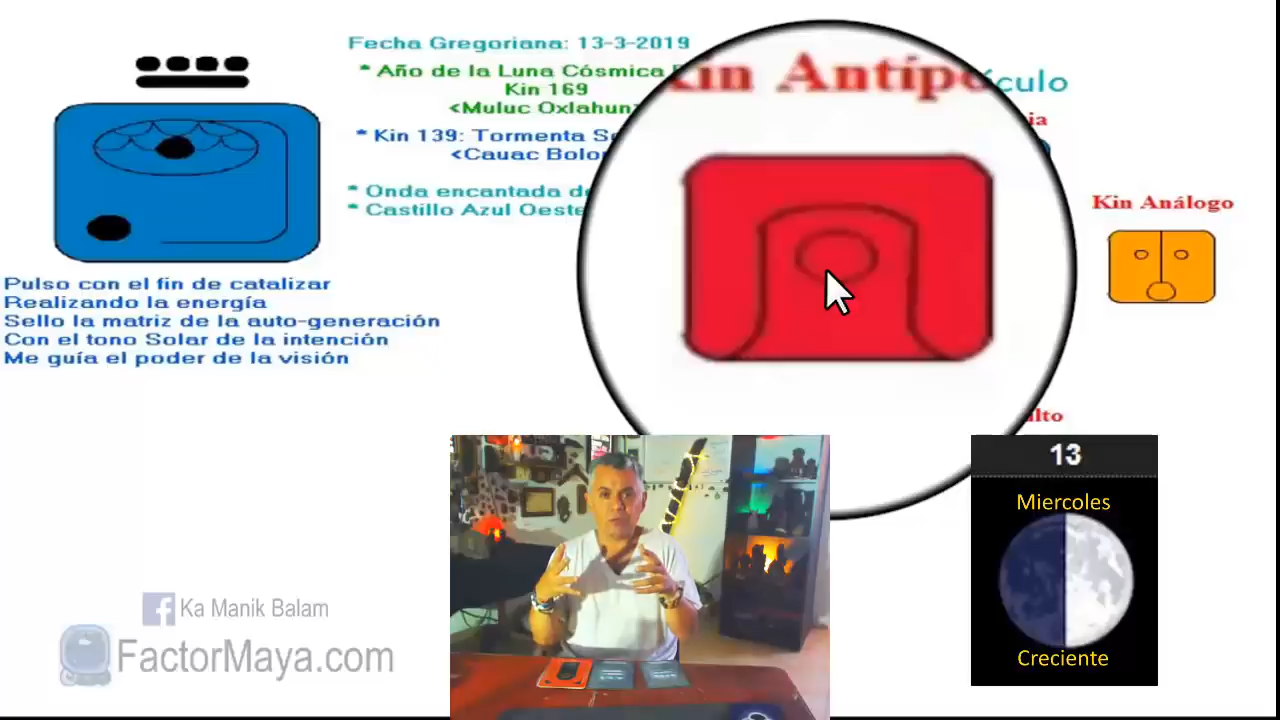 Fecha Gregoriana: 13-3-2019
* Año de la Luna Cósmica
Kin 169
<Muluc Oxlahun
* Kin 139: Tormenta
<Cauac
* Onda encantada
* Castillo Azul Oeste
Pulso con el fin de catalizar
Realizando la energía
Sello la matriz de la auto-generación
Con el tono Solar de la intención
Me guía el poder de la visión
Kin
Kin Análogo
13
Miercoles
Creciente
Ka Manik Balam
FactorMaya.com